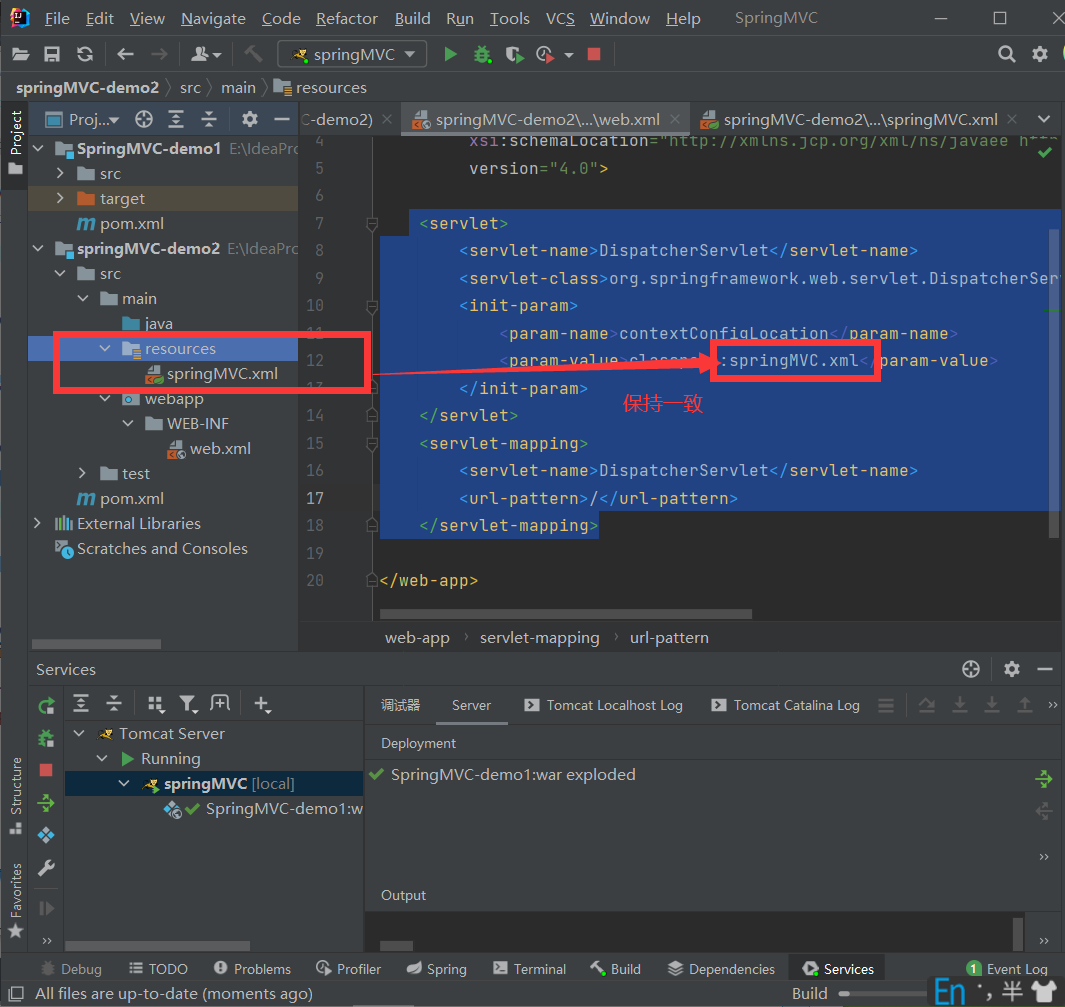 File Edit View Navigate Code Refactor Build Run Tools VCS Window Help SpringMVC
springMVC
springMVC-demo2 src main resources
Project
Proj...
C-demo2) springMVC-demo2\...\web.xml springMVC-demo2\...\springMVC.xml
SpringMVC-demo1 E:\IdeaPro
src
target
pom.xml
springMVC-demo2 E:\IdeaPro
src
main
java
resources
springMVC.xml
webapp
WEB-INF
web.xml
test
pom.xml
External Libraries
Scratches and Consoles
4 xsi:schemaLocation="http://xmlns.jcp.org/xml/ns/javaee http
5 version="4.0">
6
7 <servlet>
8 <servlet-name>DispatcherServlet</servlet-name>
9 <servlet-class>org.springframework.web.servlet.DispatcherSer
10 <init-param>
11 <param-name>contextConfigLocation</param-name>
12 <param-value>:springMVC.xml</param-value>
13 </init-param>
保持一致
14 </servlet>
15 <servlet-mapping>
16 <servlet-name>DispatcherServlet</servlet-name>
17 <url-pattern>/</url-pattern>
18 </servlet-mapping>
19
20 </web-app>
web-app servlet-mapping url-pattern
Services
调试器 Server Tomcat Localhost Log Tomcat Catalina Log
Tomcat Server
Running
springMVC [local]
SpringMVC-demo1:w
Deployment
SpringMVC-demo1:war exploded
Output
Structure
Favorites
Debug TODO Problems Profiler Spring Terminal Build Dependencies Services 1 Event Log
All files are up-to-date (moments ago) Build
En 半